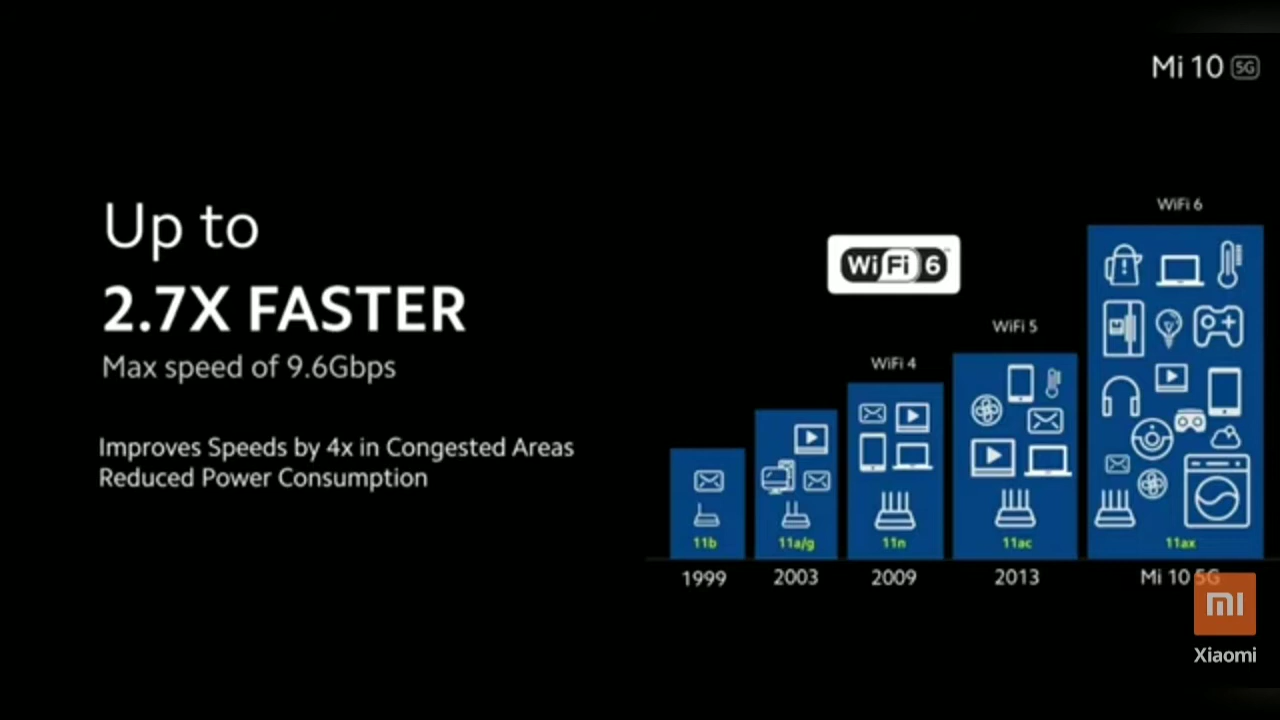 Mi 10 5G
Up to
2.7X FASTER
Max speed of 9.6Gbps
Improves Speeds by 4x in Congested Areas
Reduced Power Consumption
WiFi 6
WiFi 6
WiFi 5
WiFi 4
11b
11a/g
11n
11ac
11ax
1999
2003
2009
2013
Mi 10 5G
mi
Xiaomi